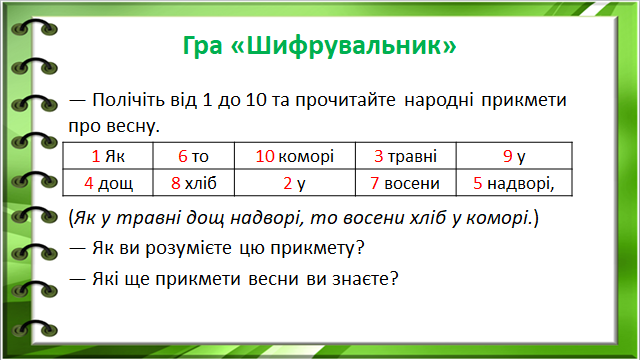 Гра «Шифрувальник»
— Полічіть від 1 до 10 та прочитайте народні прикмети
про весну.
1 Як 6 то 10 коморі 3 травні 9 у
4 дощ 8 хліб 2 у 7 восени 5 надворі,
(Як у травні дощ надворі, то восени хліб у коморі.)
— Як ви розумієте цю прикмету?
— Які ще прикмети весни ви знаєте?